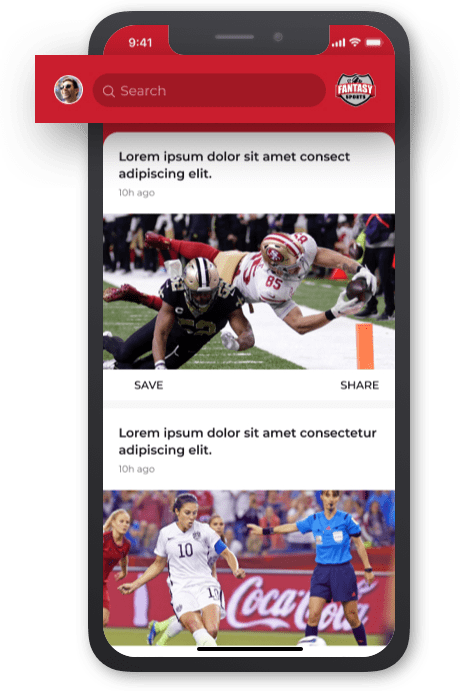 9:41
Search
FANTASY
SPORTS
Lorem ipsum dolor sit amet consect
adipiscing elit.
10h ago
85
SAVE
SHARE
Lorem ipsum dolor sit amet consectetur
adipiscing elit.
10h ago
10
Coca-Cola